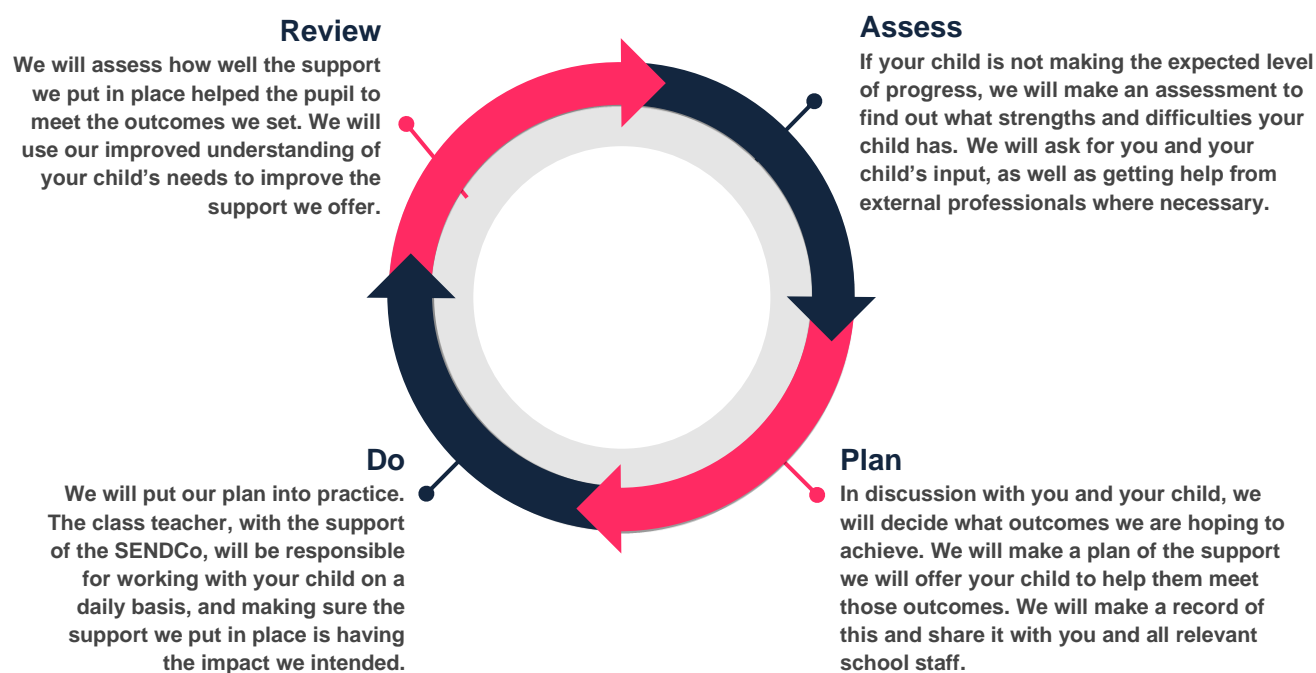 Review
We will assess how well the support
we put in place helped the pupil to
meet the outcomes we set. We will
use our improved understanding of
your child’s needs to improve the
support we offer.
Assess
If your child is not making the expected level
of progress, we will make an assessment to
find out what strengths and difficulties your
child has. We will ask for you and your
child’s input, as well as getting help from
external professionals where necessary.
Do
We will put our plan into practice.
The class teacher, with the support
of the SENDCo, will be responsible
for working with your child on a
daily basis, and making sure the
support we put in place is having
the impact we intended.
Plan
In discussion with you and your child, we
will decide what outcomes we are hoping to
achieve. We will make a plan of the support
we will offer your child to help them meet
those outcomes. We will make a record of
this and share it with you and all relevant
school staff.